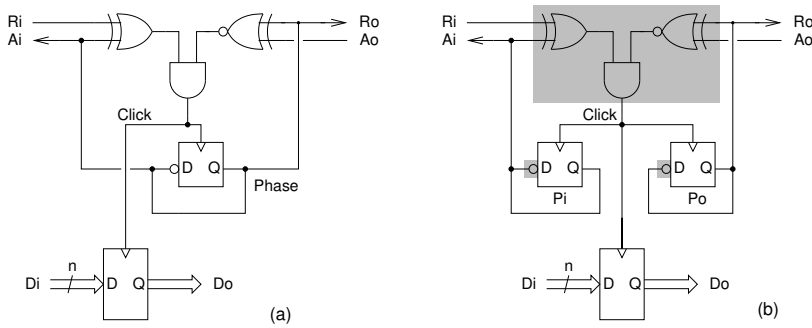 Ri Ro Ri Ro
Ai Ao Ai Ao
Click Click
D Q D Q D Q
Phase Pi Po
n n
Di D Q Do Di D Q Do
(a) (b)